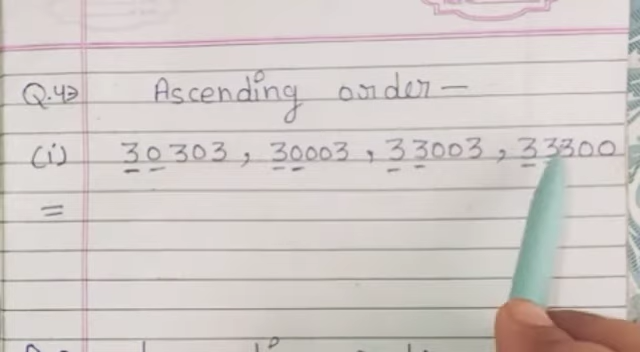 Q.4⇒ Ascending order —
(i) 30303, 30003, 33003, 33300
=